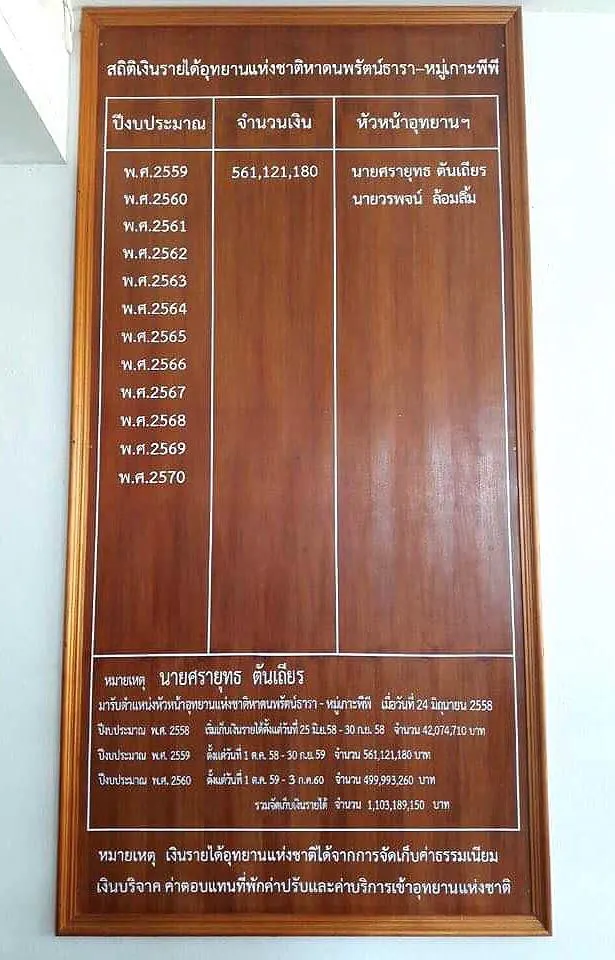 สถิติเงินรายได้อุทยานแห่งชาติหาดนพรัตน์ธารา-หมู่เกาะพีพี
ปีงบประมาณ จำนวนเงิน หัวหน้าอุทยานฯ
พ.ศ.2559 561,121,180 นายศรายุทธ ตันเถียร
พ.ศ.2560 นายวรพจน์ ล้อมลิ้ม
พ.ศ.2561
พ.ศ.2562
พ.ศ.2563
พ.ศ.2564
พ.ศ.2565
พ.ศ.2566
พ.ศ.2567
พ.ศ.2568
พ.ศ.2569
พ.ศ.2570
หมายเหตุ นายศรายุทธ ตันเถียร
มารับตำแหน่งหัวหน้าอุทยานแห่งชาติหาดนพรัตน์ธารา - หมู่เกาะพีพี เมื่อวันที่ 24 มิถุนายน 2558
ปีงบประมาณ พ.ศ. 2558 เริ่มเก็บเงินรายได้ตั้งแต่วันที่ 25 มิ.ย.58 - 30 ก.ย. 58 จำนวน 42,074,710 บาท
ปีงบประมาณ พ.ศ. 2559 ตั้งแต่วันที่ 1 ต.ค. 58 - 30 ก.ย.59 จำนวน 561,121,180 บาท
ปีงบประมาณ พ.ศ. 2560 ตั้งแต่วันที่ 1 ต.ค. 59 - 3 ก.ค.60 จำนวน 499,993,260 บาท
รวมจัดเก็บเงินรายได้ จำนวน 1,103,189,150 บาท
หมายเหตุ เงินรายได้อุทยานแห่งชาติได้จากการจัดเก็บค่าธรรมเนียม
เงินบริจาค ค่าตอบแทนที่พักค่าปรับและค่าบริการเข้าอุทยานแห่งชาติ